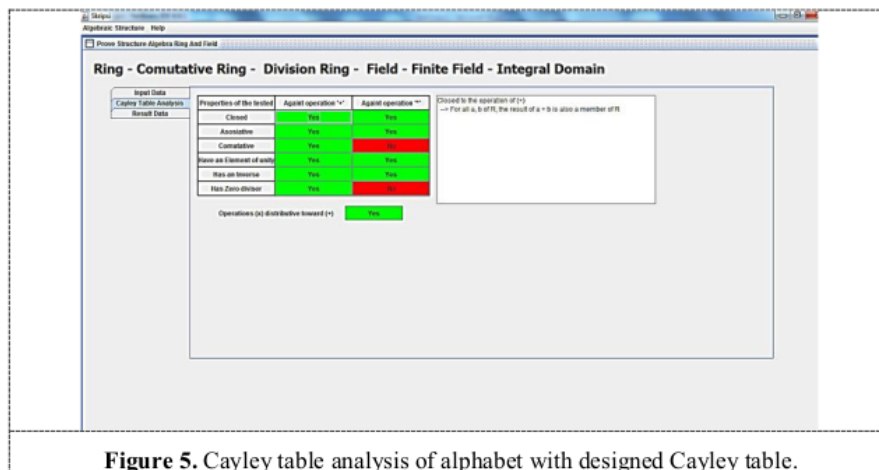 Skripsi
Algebraic Structure Help
Prove Structure Algebra Ring And Field
Ring - Comutative Ring - Division Ring - Field - Finite Field - Integral Domain
Input Data
Cayley Table Analysis
Result Data
Properties of the tested Againt operation '+' Againt operation '*'
Closed Yes Yes
Assosiative Yes Yes
Comutative Yes No
Have an Element of unity Yes Yes
Has an Inverse Yes Yes
Has Zero divisor Yes No
Operations (x) distributive toward (+) Yes
Closed to the operation of (+)
--> For all a, b of R, the result of a + b is also a member of R
Figure 5. Cayley table analysis of alphabet with designed Cayley table.